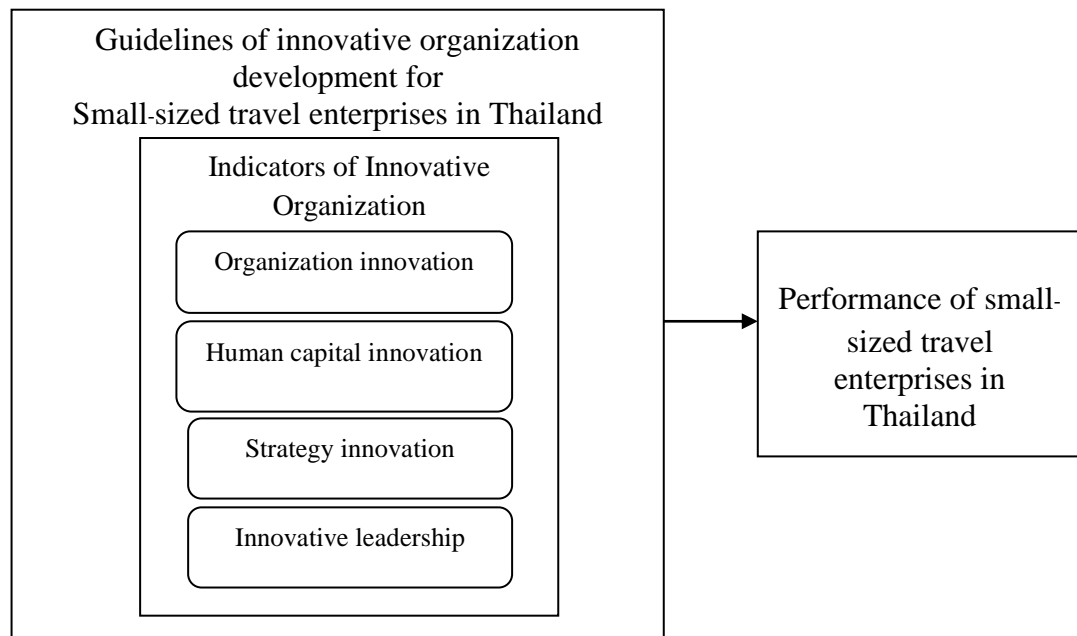 Guidelines of innovative organization
development for
Small-sized travel enterprises in Thailand
Indicators of Innovative
Organization
Organization innovation
Human capital innovation
Strategy innovation
Innovative leadership
Performance of small-
sized travel
enterprises in
Thailand